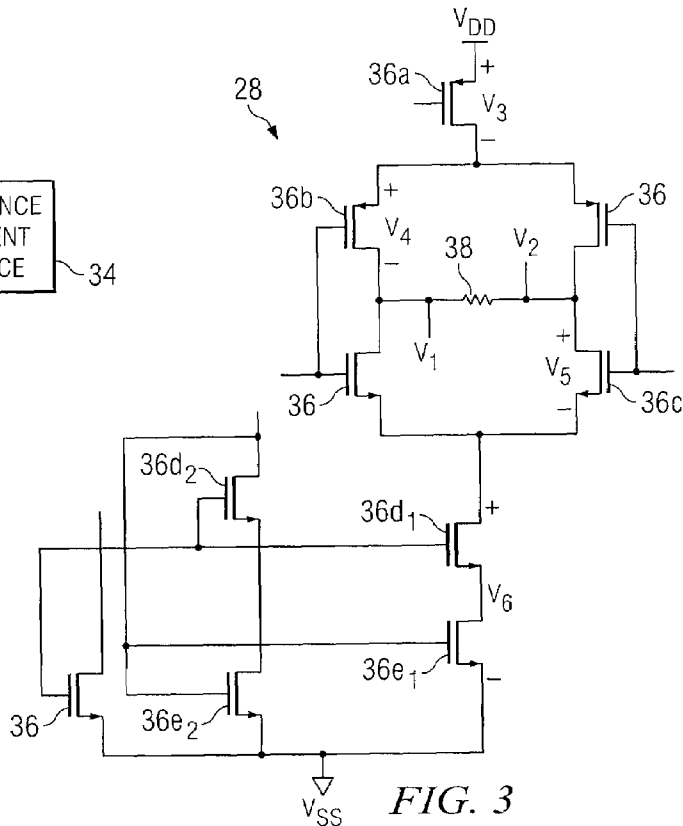 V_DD
36a
+
V_3
−
28
36b
+
V_4
−
36
NCE
ENT
CE
34
38
V_2
V_1
+
V_5
−
36
36c
36d_2
36d_1
+
V_6
36e_1
−
36
36e_2
V_SS
FIG. 3